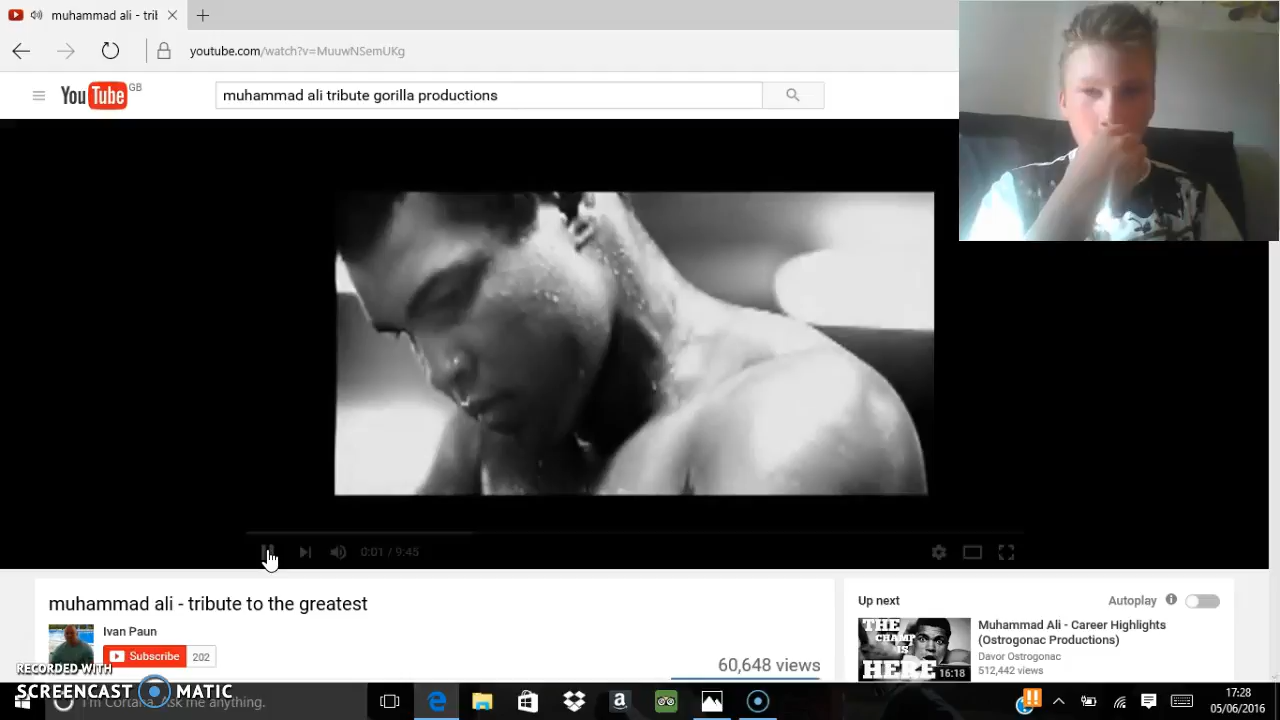 muhammad ali - trit
youtube.com/watch?v=MuuwNSemUKg
YouTube GB
muhammad ali tribute gorilla productions
0:01 / 9:45
muhammad ali - tribute to the greatest
Ivan Paun
Subscribe 202
60,648 views
Up next
Autoplay
THE CHAMP IS HERE
16:18
Muhammad Ali - Career Highlights
(Ostrogonac Productions)
Davor Ostrogonac
512,442 views
RECORDED WITH
SCREENCAST MATIC
I'm Cortana. Ask me anything.
17:28
05/06/2016